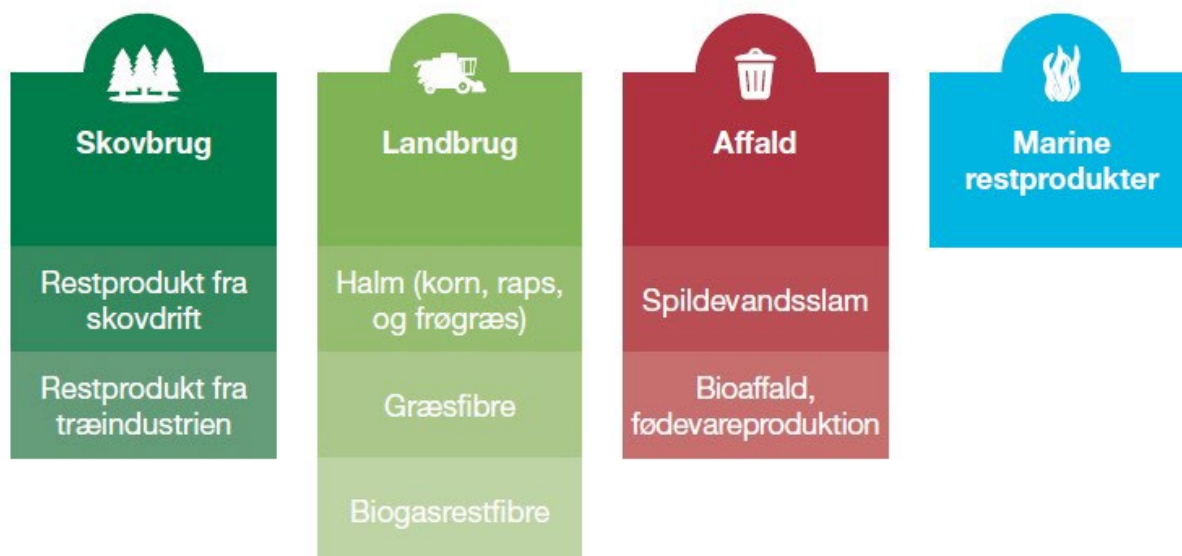 Skovbrug
Restprodukt fra
skovdrift
Restprodukt fra
træindustrien
Landbrug
Halm (korn, raps,
og frøgræs)
Græsfibre
Biogasrestfibre
Affald
Spildevandsslam
Bioaffald,
fødevareproduktion
Marine
restprodukter